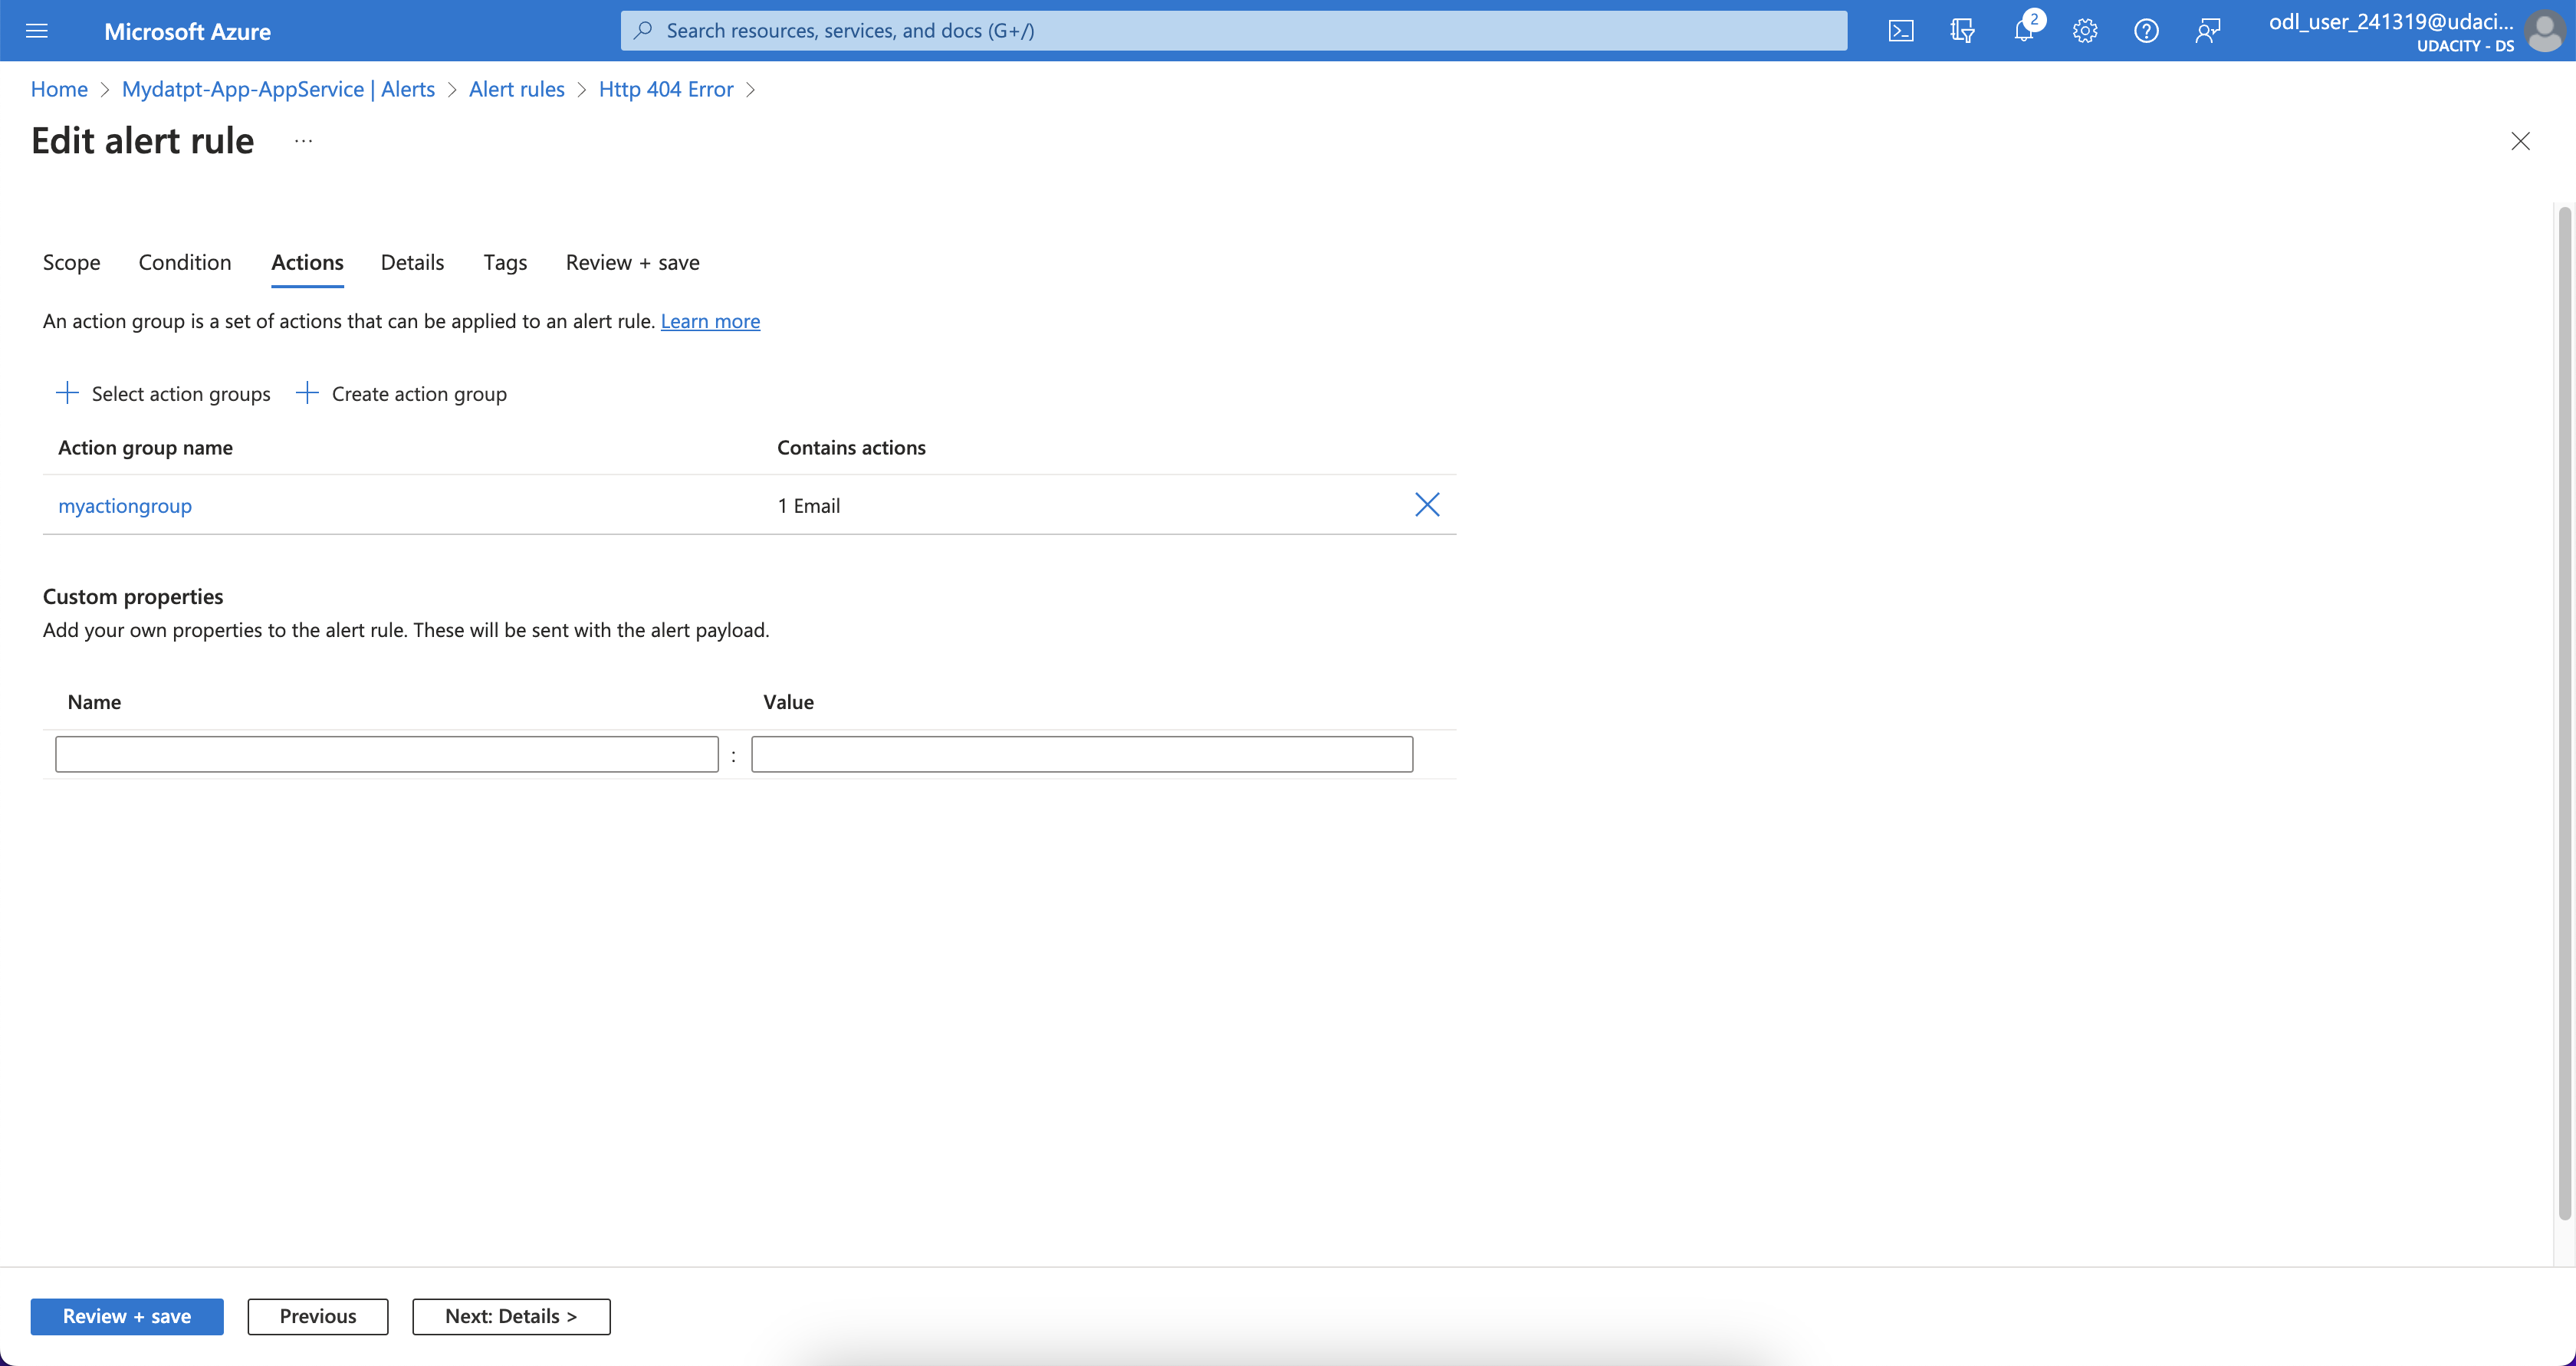 Microsoft Azure
Search resources, services, and docs (G+/)
2
odl_user_241319@udaci...
UDACITY - DS
Home > Mydatpt-App-AppService | Alerts > Alert rules > Http 404 Error >
Edit alert rule ...
Scope Condition Actions Details Tags Review + save
An action group is a set of actions that can be applied to an alert rule. Learn more
Select action groups Create action group
Action group name Contains actions
myactiongroup 1 Email
Custom properties
Add your own properties to the alert rule. These will be sent with the alert payload.
Name Value
:
Review + save Previous Next: Details >